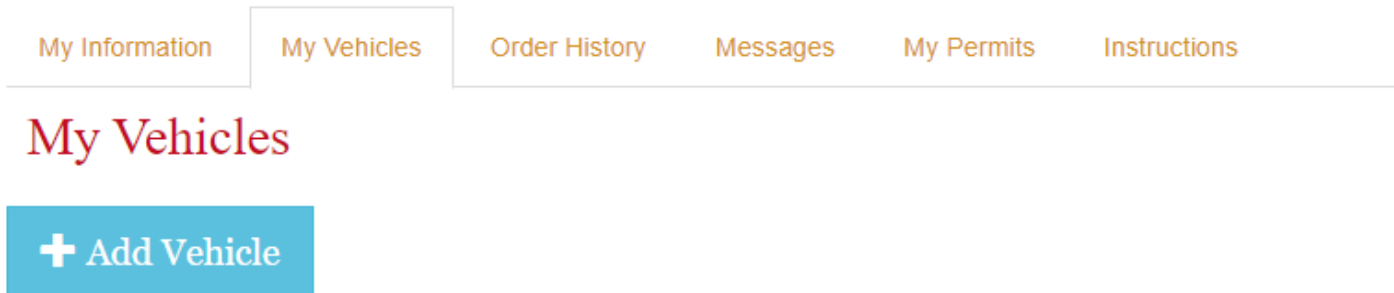 My Information My Vehicles Order History Messages My Permits Instructions
My Vehicles
Add Vehicle